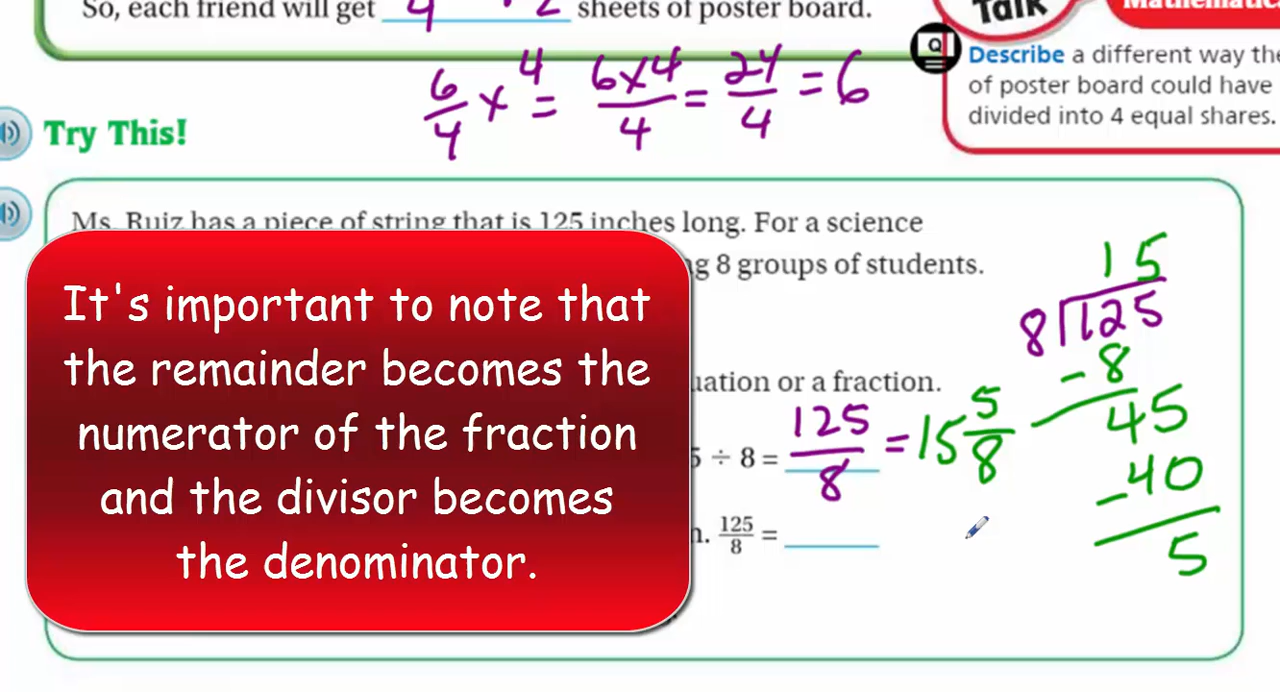 So, each friend will get sheets of poster board.
Talk
Mathematica
Q
Describe a different way the
of poster board could have
divided into 4 equal shares.
6/4 × 4 = 6×4/4 = 24/4 = 6
Try This!
Ms. Ruiz has a piece of string that is 125 inches long. For a science
g 8 groups of students.
It's important to note that
the remainder becomes the
numerator of the fraction
and the divisor becomes
the denominator.
uation or a fraction.
5 ÷ 8 = 125/8 = 15 5/8
n. 125/8 =
15
8)125
-8
45
-40
5